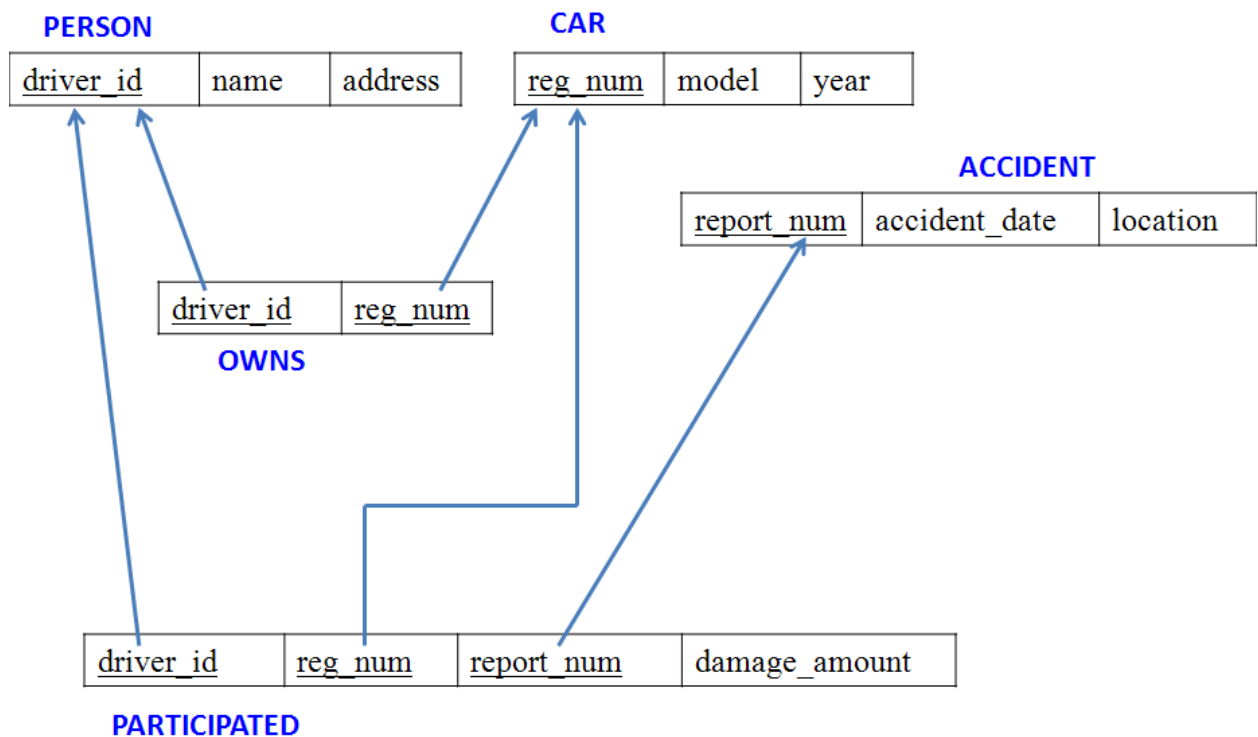 PERSON
CAR
driver_id name address
reg_num model year
ACCIDENT
report_num accident_date location
driver_id reg_num
OWNS
driver_id reg_num report_num damage_amount
PARTICIPATED